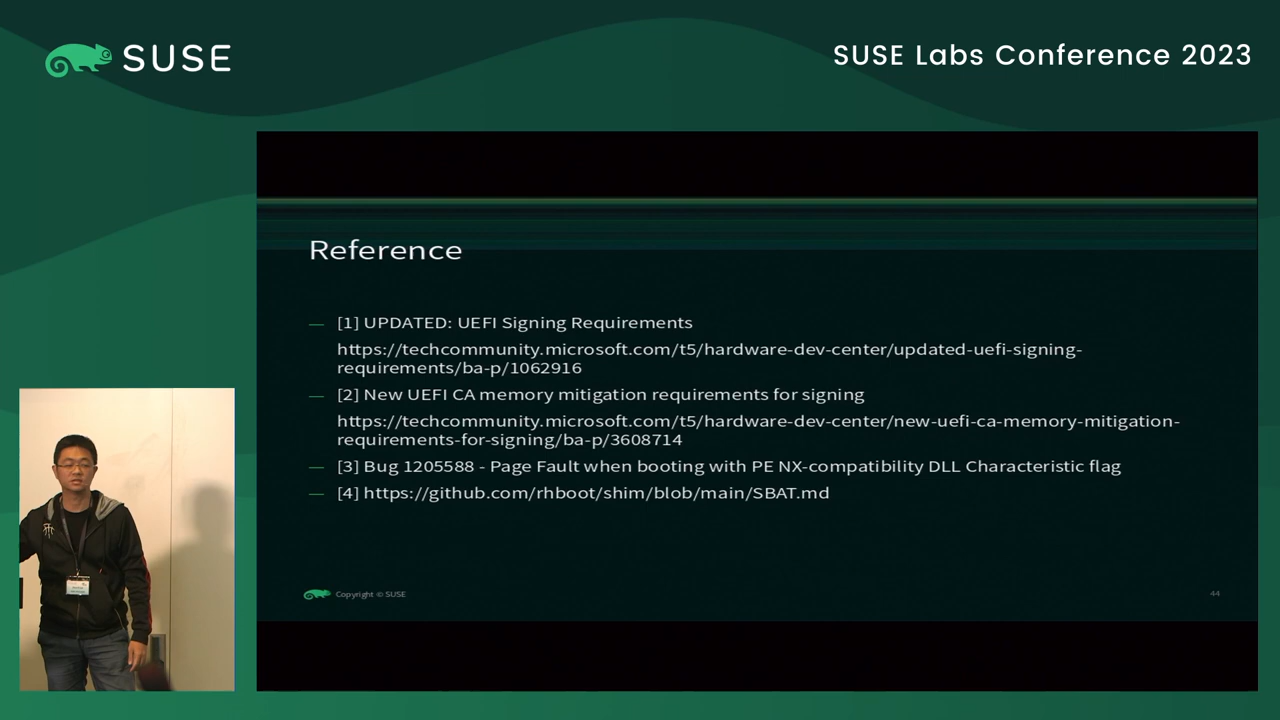 SUSE
SUSE Labs Conference 2023
Reference
— [1] UPDATED: UEFI Signing Requirements
https://techcommunity.microsoft.com/t5/hardware-dev-center/updated-uefi-signing-
requirements/ba-p/1062916
— [2] New UEFI CA memory mitigation requirements for signing
https://techcommunity.microsoft.com/t5/hardware-dev-center/new-uefi-ca-memory-mitigation-
requirements-for-signing/ba-p/3608714
— [3] Bug 1205588 - Page Fault when booting with PE NX-compatibility DLL Characteristic flag
— [4] https://github.com/rhboot/shim/blob/main/SBAT.md
Copyright © SUSE
44